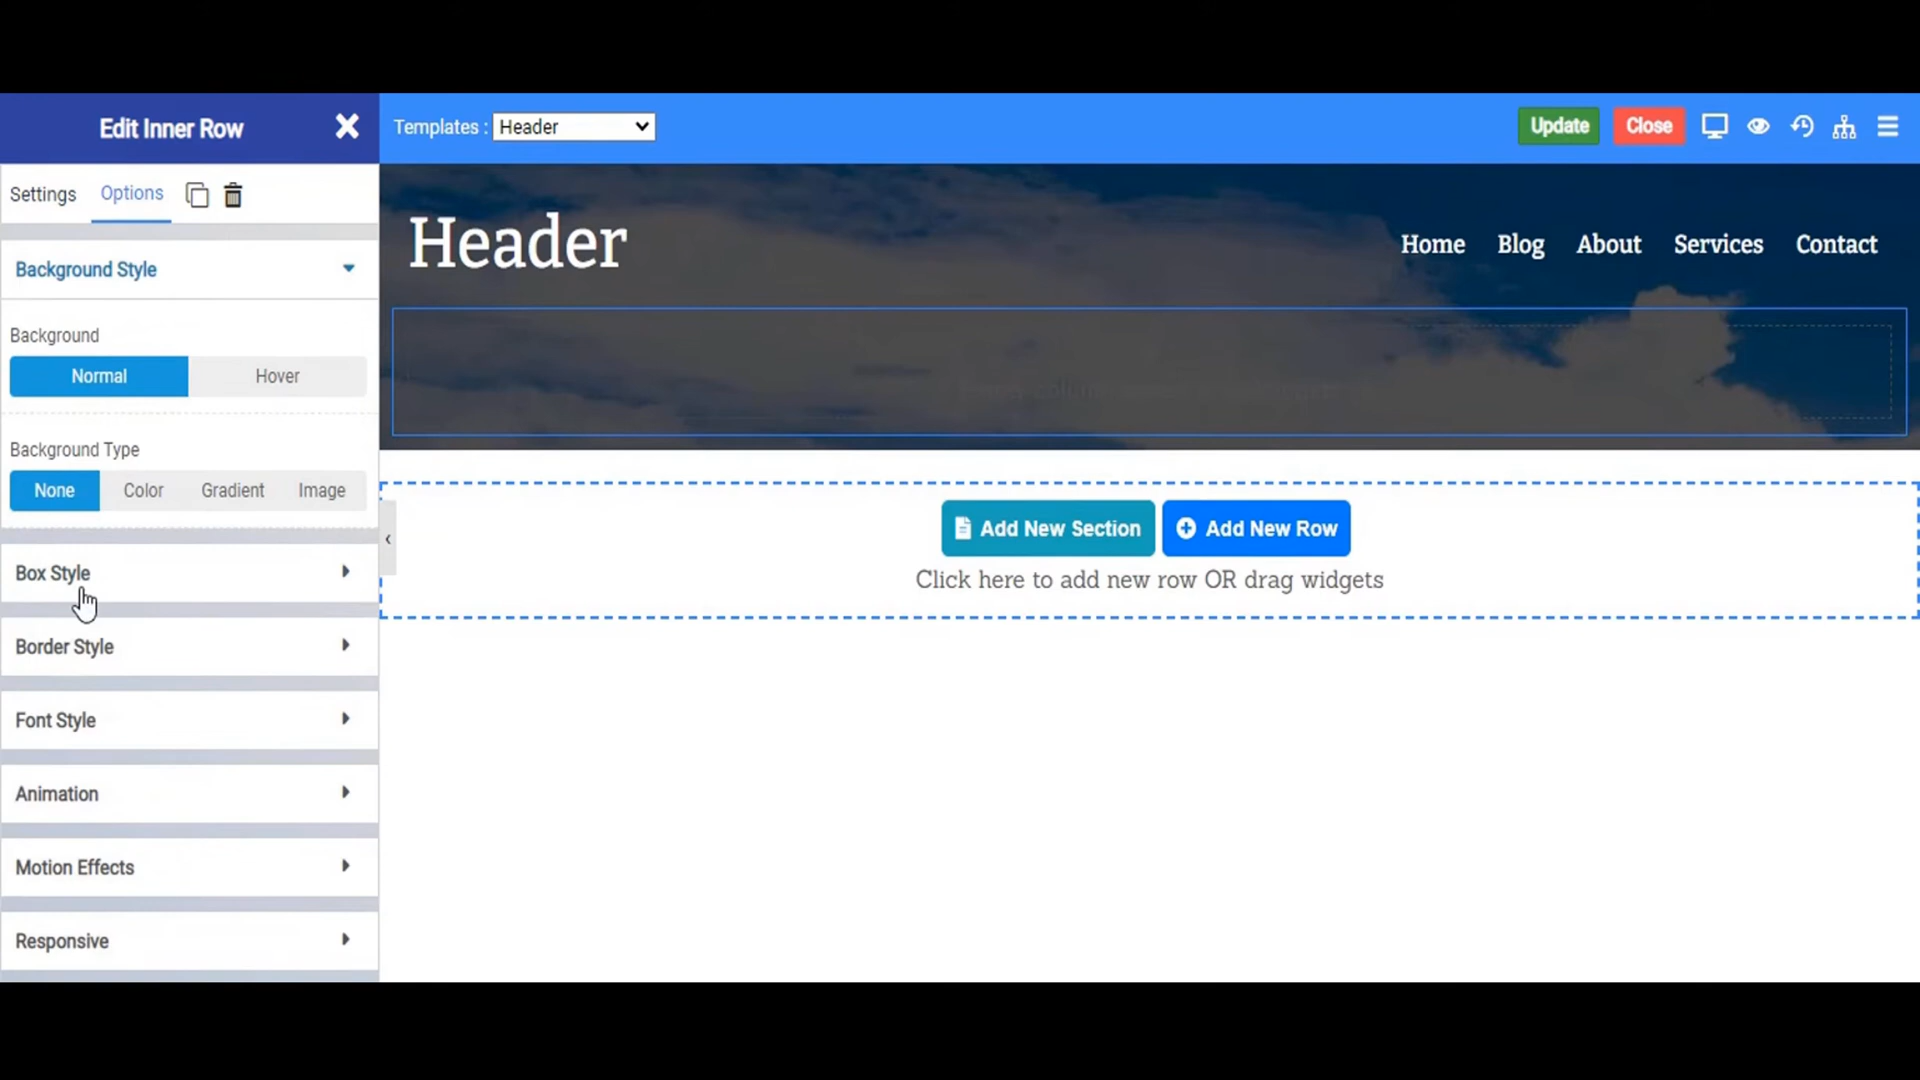 Edit Inner Row
Templates : Header
Update
Close
Settings
Options
Background Style
Background
Normal
Hover
Background Type
None
Color
Gradient
Image
Box Style
Border Style
Font Style
Animation
Motion Effects
Responsive
Header
Home
Blog
About
Services
Contact
Add New Section
Add New Row
Click here to add new row OR drag widgets